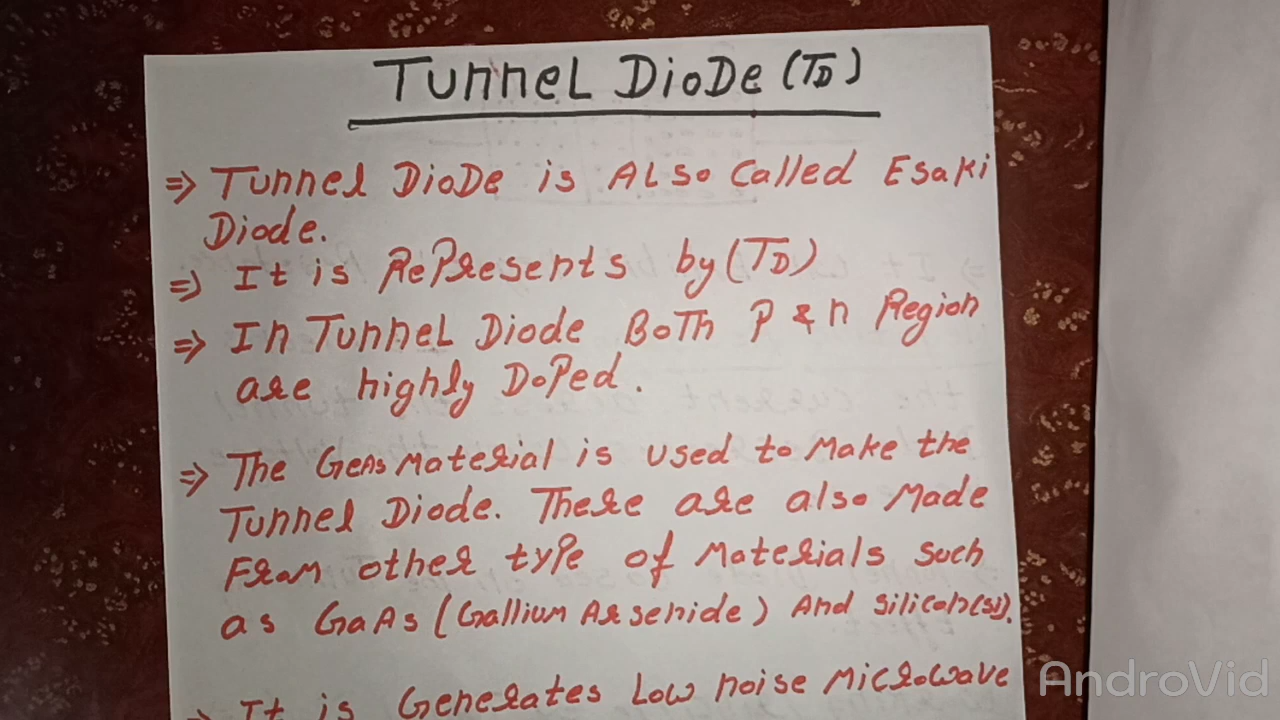 Tunnel Diode (TD)
⇒ Tunnel Diode is Also Called Esaki
Diode.
⇒ It is Represents by (TD)
⇒ In Tunnel Diode Both P & n Region
are highly Doped.
⇒ The GeAs Material is used to Make the
Tunnel Diode. There are also Made
From other type of Materials Such
as GaAs (Gallium Arsenide) And Silicon(si).
⇒ It is Generates Low noise Microwave
AndroVid